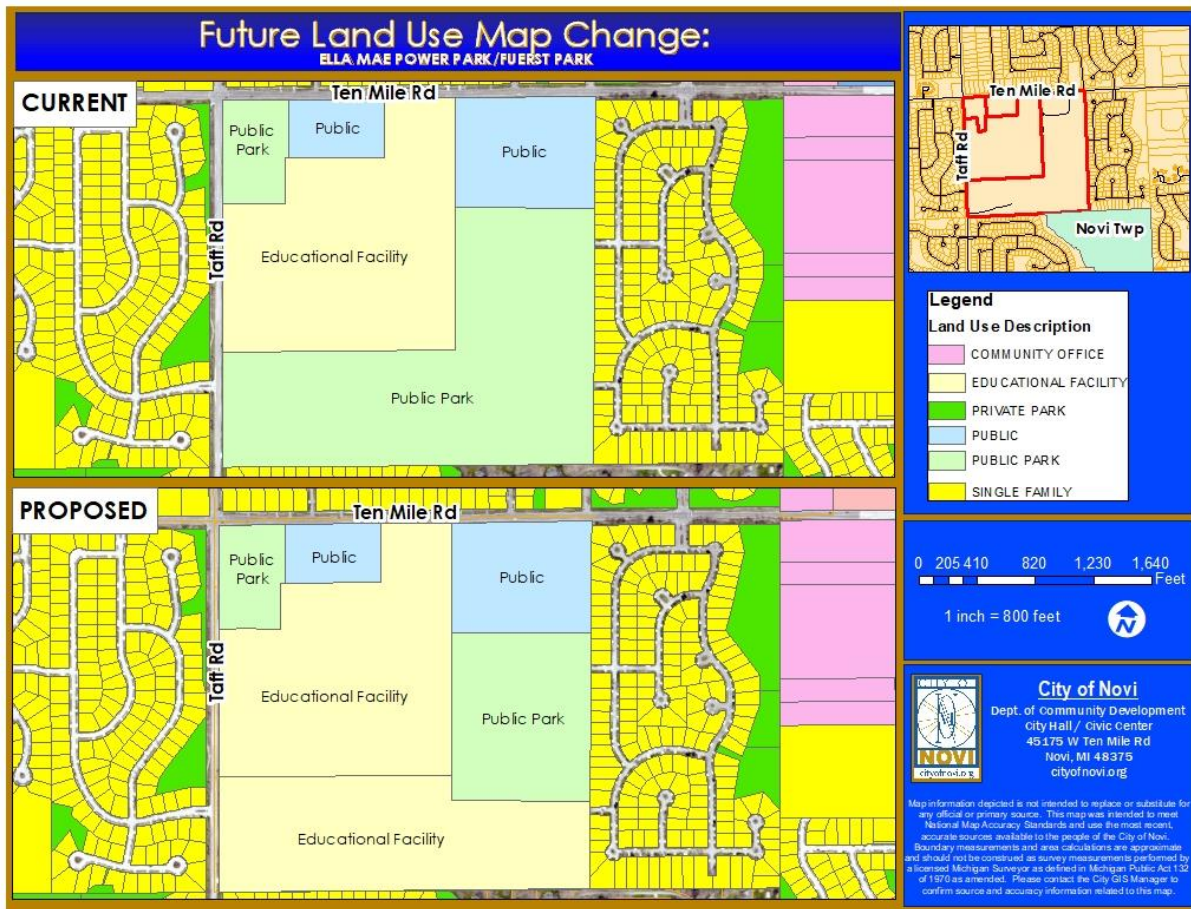 Future Land Use Map Change:
ELLA MAE POWER PARK/FUERST PARK
CURRENT
Ten Mile Rd
Public
Park
Public
Public
Taft Rd
Educational Facility
Public Park
PROPOSED
Ten Mile Rd
Public
Park
Public
Public
Taft Rd
Educational Facility
Public Park
Educational Facility
P
Ten Mile Rd
Taft Rd
Novi Twp
Legend
Land Use Description
COMMUNITY OFFICE
EDUCATIONAL FACILITY
PRIVATE PARK
PUBLIC
PUBLIC PARK
SINGLE FAMILY
0 205 410 820 1,230 1,640
Feet
1 inch = 800 feet
N
CITY OF
NOVI
cityofnovi.org
City of Novi
Dept. of Community Development
City Hall / Civic Center
45175 W Ten Mile Rd
Novi, MI 48375
cityofnovi.org
Map information depicted is not intended to replace or substitute for
any official or primary source. This map was intended to meet
National Map Accuracy Standards and use the most recent,
accurate sources available to the people of the City of Novi.
Boundary measurements and area calculations are approximate
and should not be construed as survey measurements performed by
a licensed Michigan Surveyor as defined in Michigan Public Act 132
of 1970 as amended. Please contact the City GIS Manager to
confirm source and accuracy information related to this map.